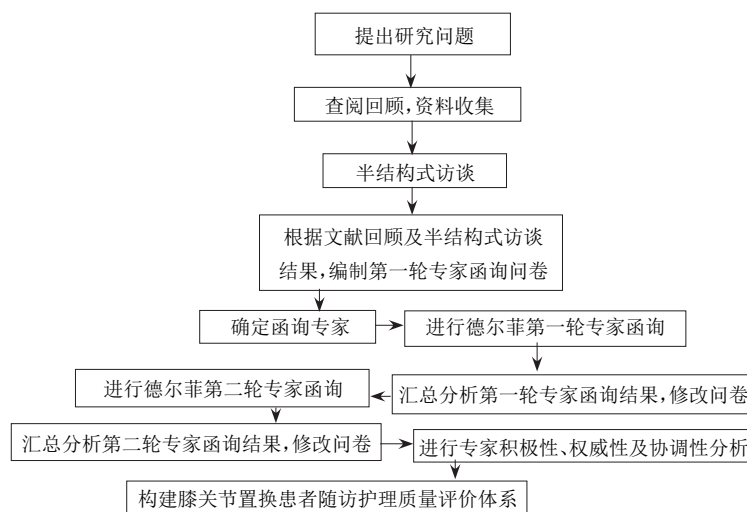 提出研究问题
查阅回顾,资料收集
半结构式访谈
根据文献回顾及半结构式访谈
结果,编制第一轮专家函询问卷
确定函询专家
进行德尔菲第一轮专家函询
汇总分析第一轮专家函询结果,修改问卷
进行德尔菲第二轮专家函询
汇总分析第二轮专家函询结果,修改问卷
进行专家积极性、权威性及协调性分析
构建膝关节置换患者随访护理质量评价体系